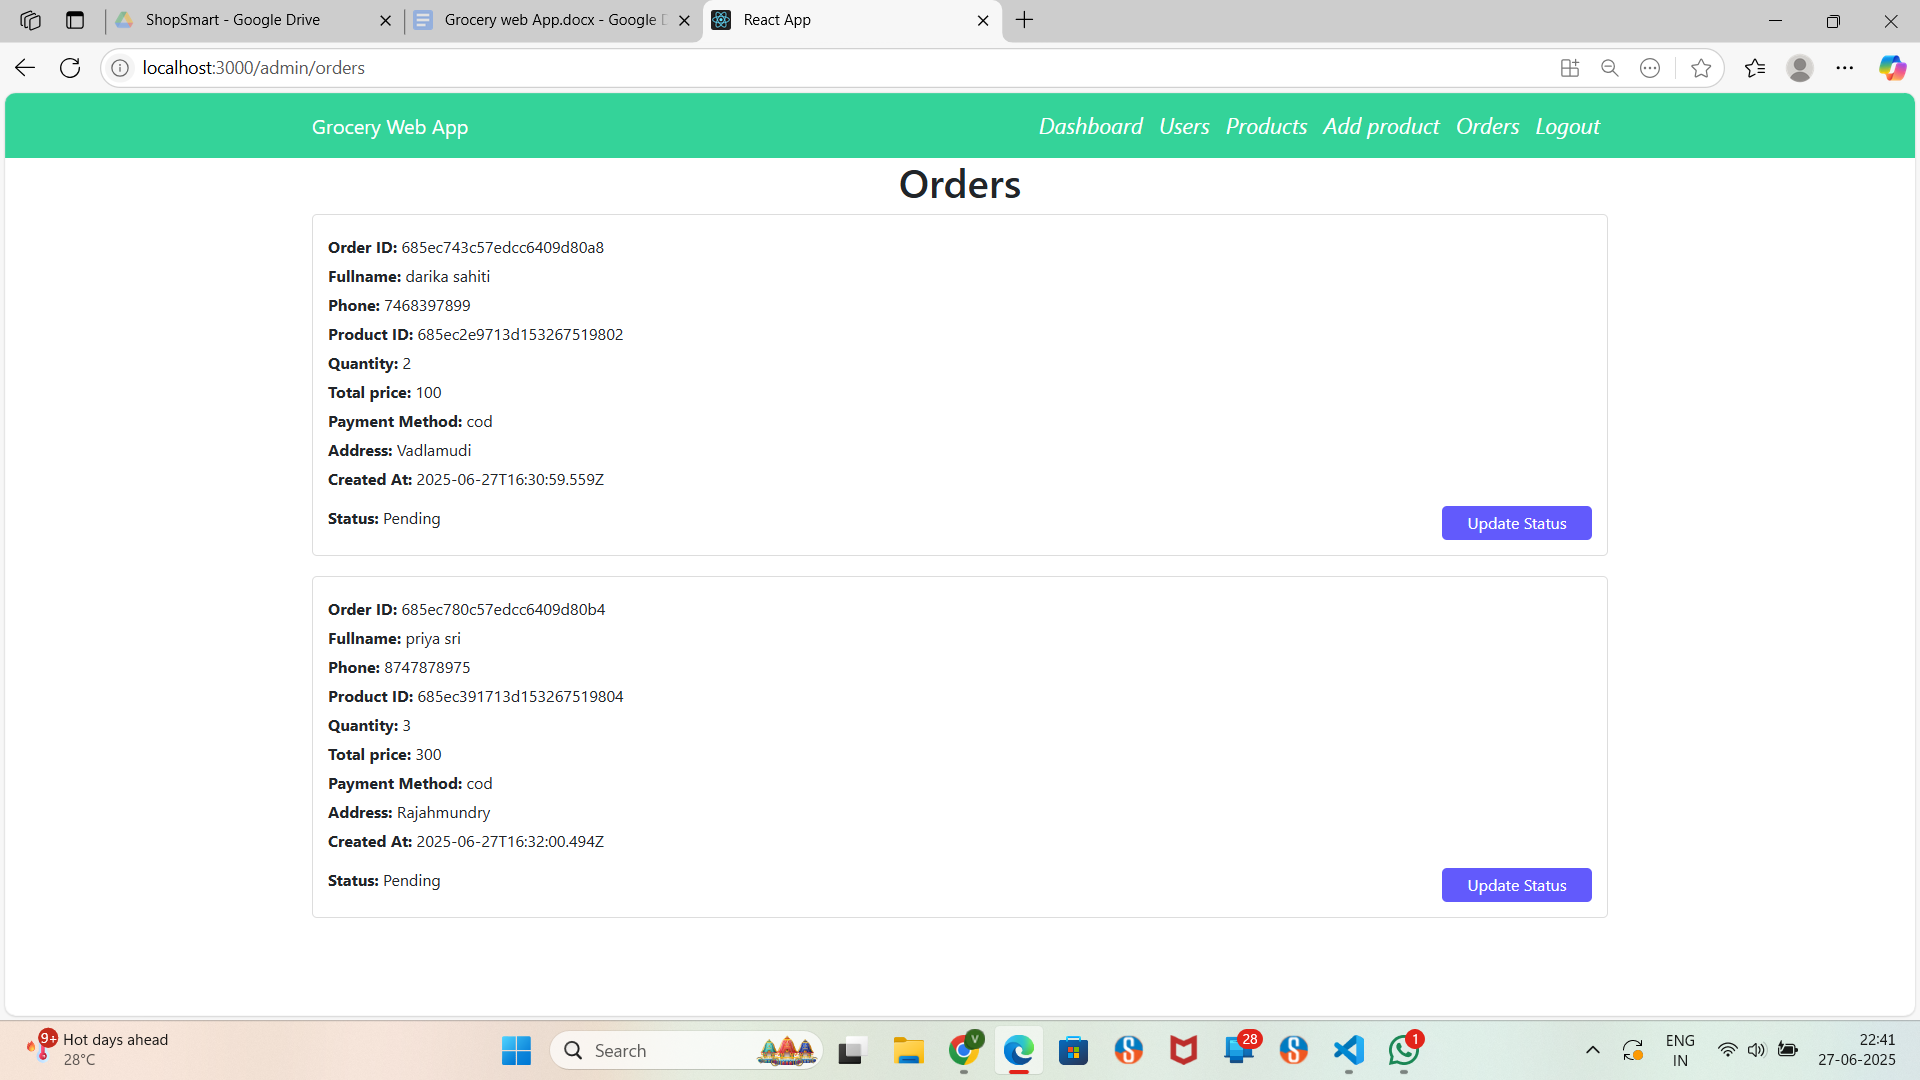 ShopSmart - Google Drive
Grocery web App.docx - Google D
React App
localhost:3000/admin/orders
Grocery Web App
Dashboard Users Products Add product Orders Logout
Orders
Order ID: 685ec743c57edcc6409d80a8
Fullname: darika sahiti
Phone: 7468397899
Product ID: 685ec2e9713d153267519802
Quantity: 2
Total price: 100
Payment Method: cod
Address: Vadlamudi
Created At: 2025-06-27T16:30:59.559Z
Status: Pending
Update Status
Order ID: 685ec780c57edcc6409d80b4
Fullname: priya sri
Phone: 8747878975
Product ID: 685ec391713d153267519804
Quantity: 3
Total price: 300
Payment Method: cod
Address: Rajahmundry
Created At: 2025-06-27T16:32:00.494Z
Status: Pending
Update Status
9+
Hot days ahead
28°C
Search
V
28
1
ENG
IN
22:41
27-06-2025